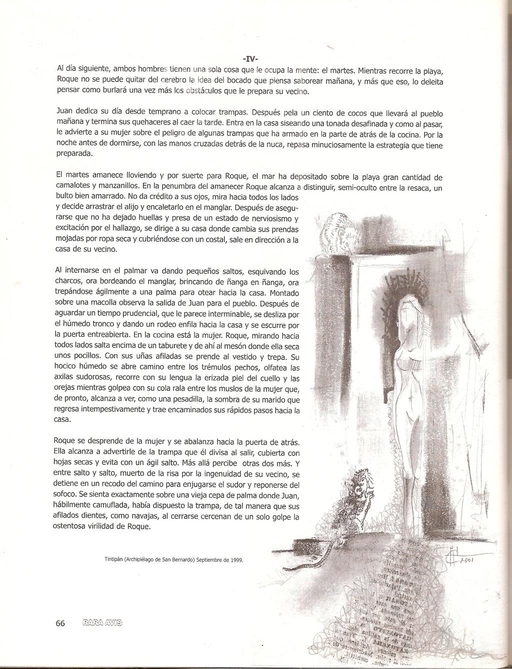 -IV-
Al día siguiente, ambos hombres tienen una sola cosa que le ocupa la mente: el martes. Mientras recorre la playa,
Roque no se puede quitar del cerebro la idea del bocado que piensa saborear mañana, y más que eso, lo deleita
pensar como burlará una vez más los obstáculos que le prepara su vecino.
Juan dedica su día desde temprano a colocar trampas. Después pela un ciento de cocos que llevará al pueblo
mañana y termina sus quehaceres al caer la tarde. Entra en la casa siseando una tonada desafinada y como al pasar,
le advierte a su mujer sobre el peligro de algunas trampas que ha armado en la parte de atrás de la cocina. Por la
noche antes de dormirse, con las manos cruzadas detrás de la nuca, repasa minuciosamente la estrategia que tiene
preparada.
El martes amanece lloviendo y por suerte para Roque, el mar ha depositado sobre la playa gran cantidad de
camalotes y manzanillos. En la penumbra del amanecer Roque alcanza a distinguir, semi-oculto entre la resaca, un
bulto bien amarrado. No da crédito a sus ojos, mira hacia todos los lados
y decide arrastrar el alijo y encaletarlo en el manglar. Después de asegu-
rarse que no ha dejado huellas y presa de un estado de nerviosismo y
excitación por el hallazgo, se dirige a su casa donde cambia sus prendas
mojadas por ropa seca y cubriéndose con un costal, sale en dirección a la
casa de su vecino.
Al internarse en el palmar va dando pequeños saltos, esquivando los
charcos, ora bordeando el manglar, brincando de ñanga en ñanga, ora
trepándose ágilmente a una palma para otear hacia la casa. Montado
sobre una macolla observa la salida de Juan para el pueblo. Después de
aguardar un tiempo prudencial, que le parece interminable, se desliza por
el húmedo tronco y dando un rodeo enfila hacia la casa y se escurre por
la puerta entreabierta. En la cocina está la mujer. Roque, mirando hacia
todos lados salta encima de un taburete y de ahí al mesón donde ella seca
unos pocillos. Con sus uñas afiladas se prende al vestido y trepa. Su
hocico húmedo se abre camino entre los trémulos pechos, olfatea las
axilas sudorosas, recorre con su lengua la erizada piel del cuello y las
orejas mientras golpea con su cola rala entre los muslos de la mujer que,
de pronto, alcanza a ver, como una pesadilla, la sombra de su marido que
regresa intempestivamente y trae encaminados sus rápidos pasos hacia la
casa.
Roque se desprende de la mujer y se abalanza hacia la puerta de atrás.
Ella alcanza a advertirle de la trampa que él divisa al salir, cubierta con
hojas secas y evita con un ágil salto. Más allá percibe otras dos más. Y
entre salto y salto, muerto de la risa por la ingenuidad de su vecino, se
detiene en un recodo del camino para enjugarse el sudor y reponerse del
sofoco. Se sienta exactamente sobre una vieja cepa de palma donde Juan,
hábilmente camuflada, había dispuesto la trampa, de tal manera que sus
afilados dientes, como navajas, al cerrarse cercenan de un solo golpe la
ostentosa virilidad de Roque.
Tintipán (Archipiélago de San Bernardo) Septiembre de 1999.
66 RARA AVIS